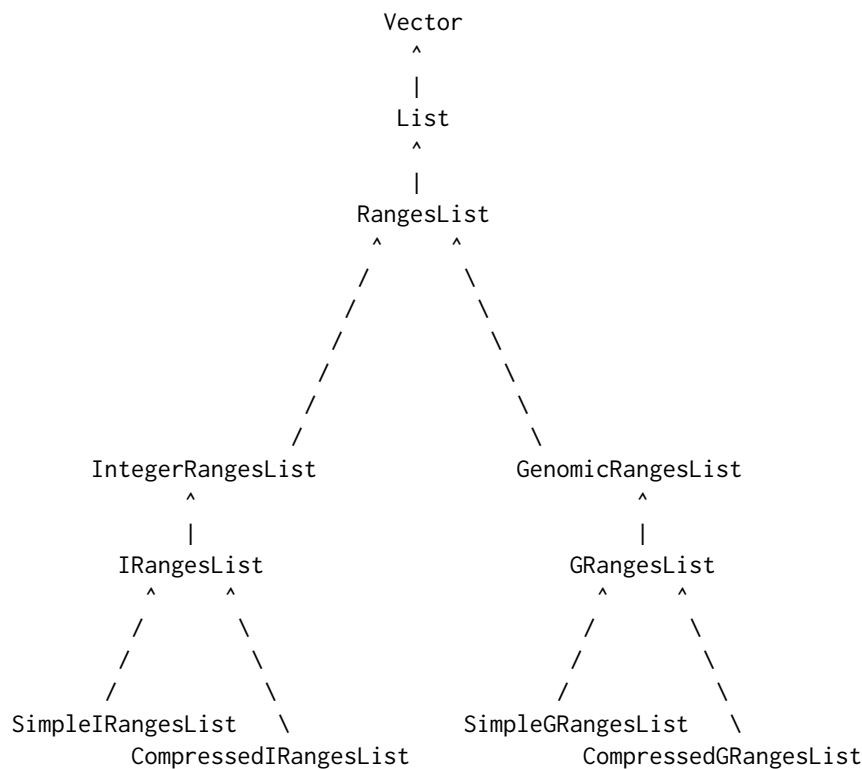 Vector
^
|
List
^
|
RangesList
^ ^
/ \
/ \
/ \
/ \
/ \
/ \
IntegerRangesList GenomicRangesList
^ ^
| |
IRangesList GRangesList
^ ^ ^ ^
/ \ / \
/ \ / \
/ \ / \
SimpleIRangesList \ SimpleGRangesList \
CompressedIRangesList CompressedGRangesList